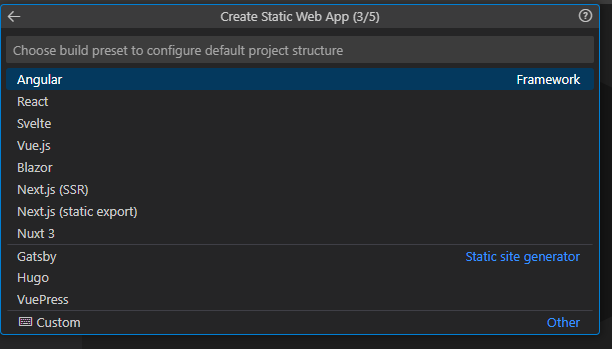 Create Static Web App (3/5)
Choose build preset to configure default project structure
Angular Framework
React
Svelte
Vue.js
Blazor
Next.js (SSR)
Next.js (static export)
Nuxt 3
Gatsby Static site generator
Hugo
VuePress
Custom Other